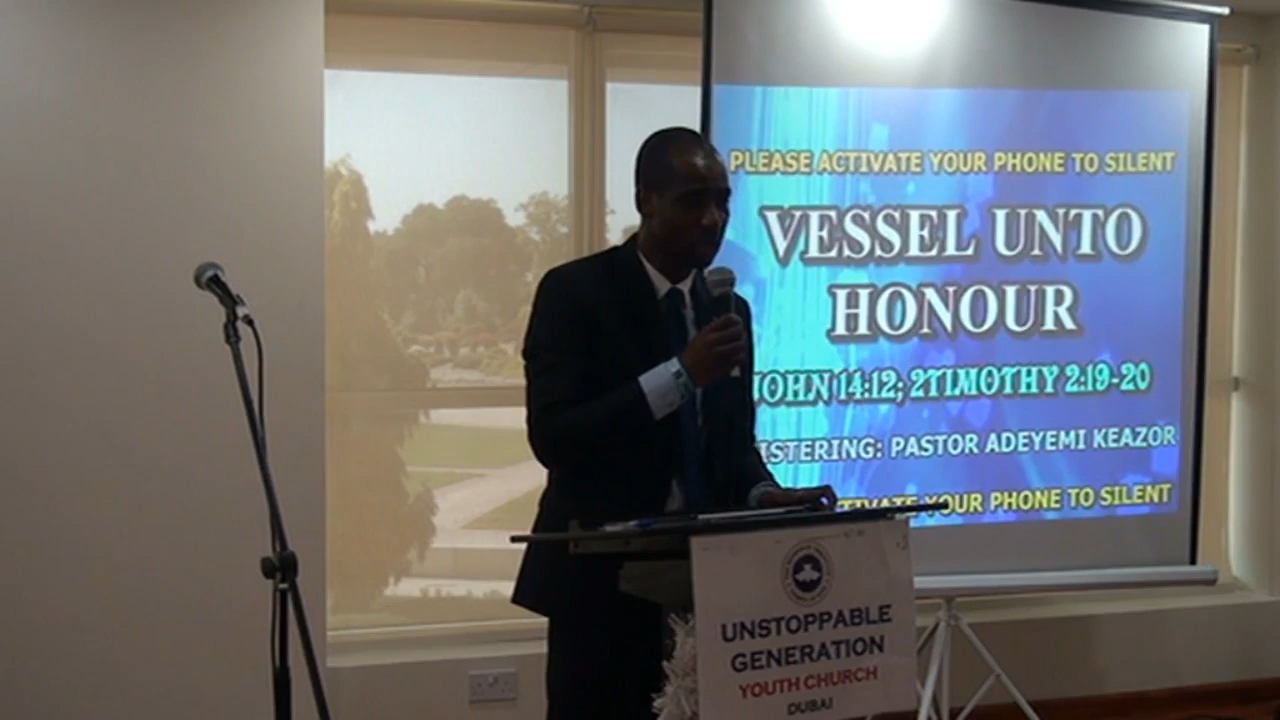 PLEASE ACTIVATE YOUR PHONE TO SILENT
VESSEL UNTO
HONOUR
JOHN 14:12; 2TIMOTHY 2:19-20
ISTERING: PASTOR ADEYEMI KEAZOR
TIVATE YOUR PHONE TO SILENT
UNSTOPPABLE
GENERATION
YOUTH CHURCH
DUBAI